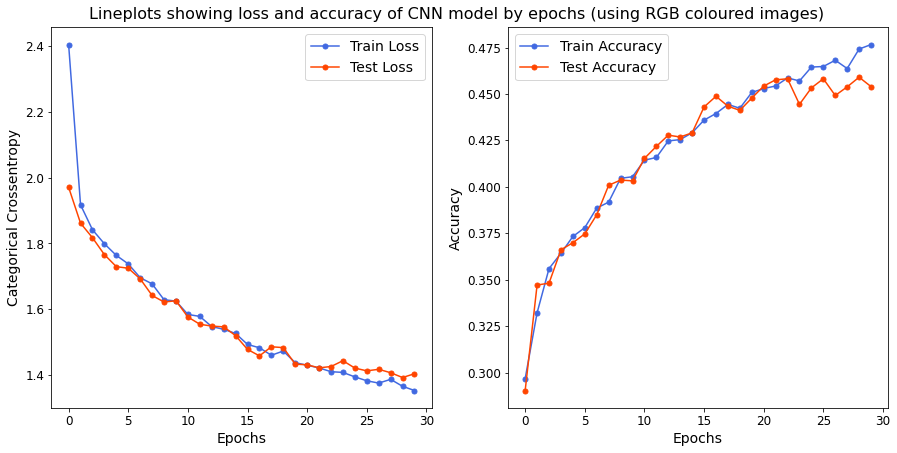 Lineplots showing loss and accuracy of CNN model by epochs (using RGB coloured images)
Train Loss
Test Loss
Categorical Crossentropy
2.4
2.2
2.0
1.8
1.6
1.4
0 5 10 15 20 25 30
Epochs
Train Accuracy
Test Accuracy
Accuracy
0.475
0.450
0.425
0.400
0.375
0.350
0.325
0.300
0 5 10 15 20 25 30
Epochs